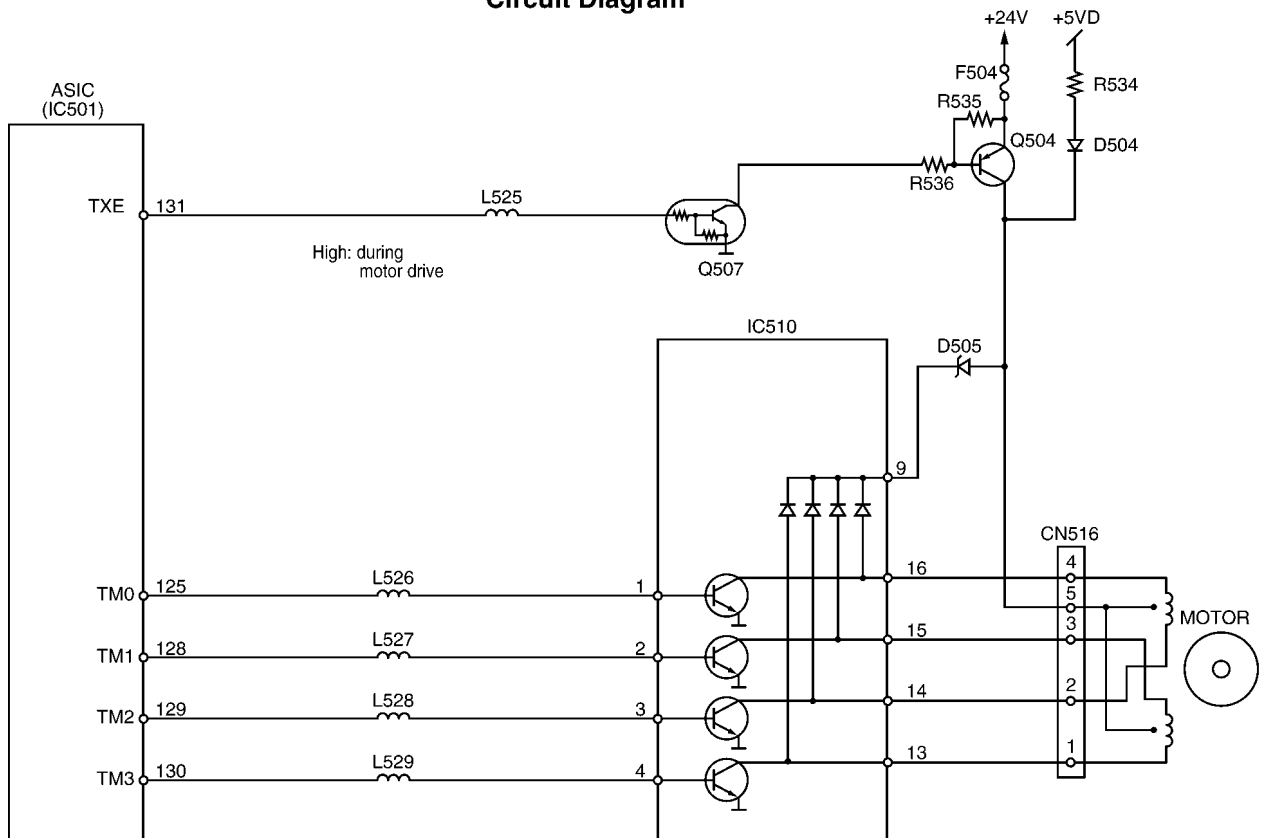 Circuit Diagram
+24V
+5VD
ASIC
(IC501)
F504
R534
R535
Q504
D504
R536
TXE
131
L525
High: during
motor drive
Q507
IC510
D505
9
CN516
TM0
125
L526
1
16
4
5
MOTOR
TM1
128
L527
2
15
3
TM2
129
L528
3
14
2
TM3
130
L529
4
13
1